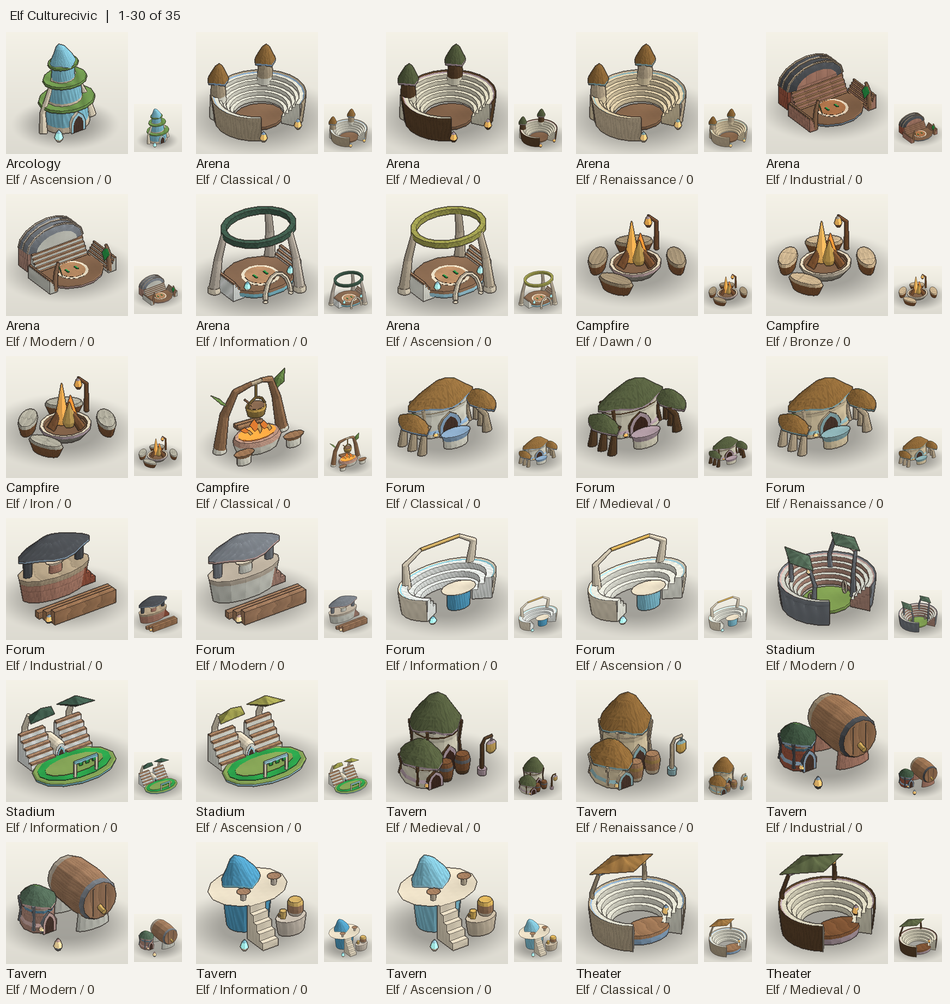 Elf Culturecivic | 1-30 of 35
Arcology
Elf / Ascension / 0
Arena
Elf / Classical / 0
Arena
Elf / Medieval / 0
Arena
Elf / Renaissance / 0
Arena
Elf / Industrial / 0
Arena
Elf / Modern / 0
Arena
Elf / Information / 0
Arena
Elf / Ascension / 0
Campfire
Elf / Dawn / 0
Campfire
Elf / Bronze / 0
Campfire
Elf / Iron / 0
Campfire
Elf / Classical / 0
Forum
Elf / Classical / 0
Forum
Elf / Medieval / 0
Forum
Elf / Renaissance / 0
Forum
Elf / Industrial / 0
Forum
Elf / Modern / 0
Forum
Elf / Information / 0
Forum
Elf / Ascension / 0
Stadium
Elf / Modern / 0
Stadium
Elf / Information / 0
Stadium
Elf / Ascension / 0
Tavern
Elf / Medieval / 0
Tavern
Elf / Renaissance / 0
Tavern
Elf / Industrial / 0
Tavern
Elf / Modern / 0
Tavern
Elf / Information / 0
Tavern
Elf / Ascension / 0
Theater
Elf / Classical / 0
Theater
Elf / Medieval / 0